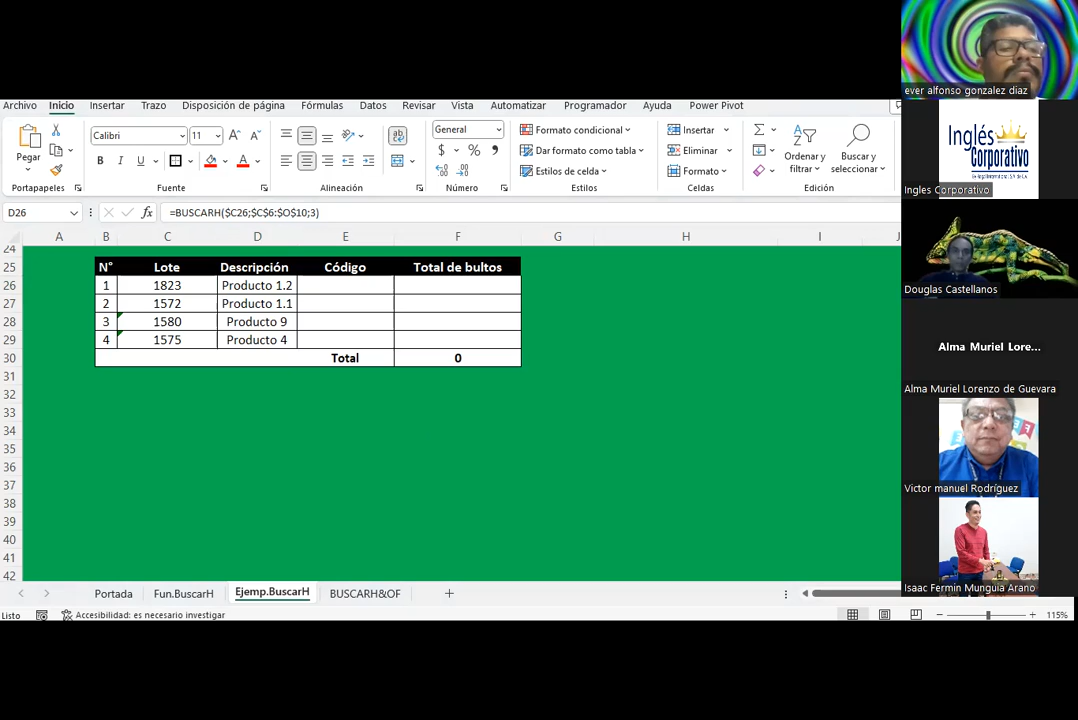 Archivo Inicio Insertar Trazo Disposición de página Fórmulas Datos Revisar Vista Automatizar Programador Ayuda Power Pivot
Pegar
Calibri 11
General
Formato condicional
Dar formato como tabla
Estilos de celda
Insertar
Eliminar
Formato
Ordenar y filtrar
Buscar y seleccionar
Portapapeles Fuente Alineación Número Estilos Celdas Edición
D26 fx =BUSCARH($C26;$C$6:$O$10;3)
A B C D E F G H I J
24
25 N° Lote Descripción Código Total de bultos
26 1 1823 Producto 1.2
27 2 1572 Producto 1.1
28 3 1580 Producto 9
29 4 1575 Producto 4
30 Total 0
31
32
33
34
35
36
37
38
39
40
41
42
Portada Fun.BuscarH Ejemp.BuscarH BUSCARH&OF
Listo Accesibilidad: es necesario investigar 115%
ever alfonso gonzalez diaz
Inglés
Corporativo
Ingles Corporativo
Douglas Castellanos
Alma Muriel Lore...
Alma Muriel Lorenzo de Guevara
Victor manuel Rodríguez
Isaac Fermin Munguia Arano